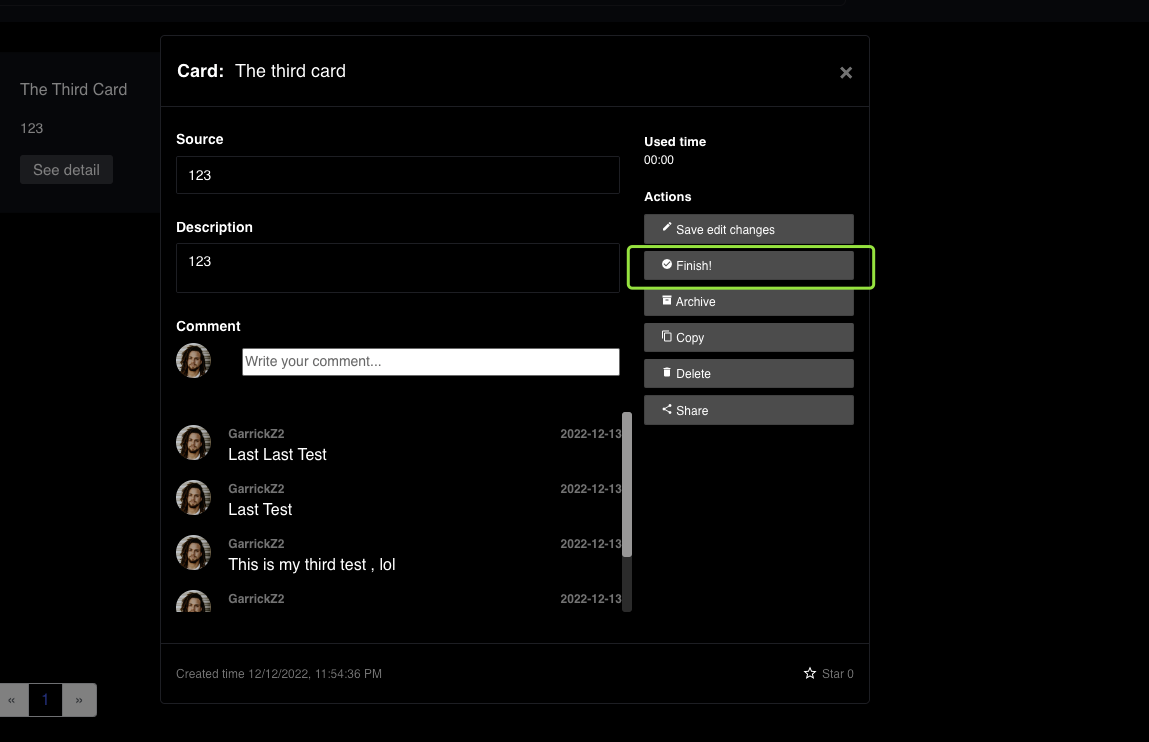 The Third Card
123
See detail
Card: The third card
×
Source
123
Description
123
Comment
Write your comment...
GarrickZ2
2022-12-13
Last Last Test
GarrickZ2
2022-12-13
Last Test
GarrickZ2
2022-12-13
This is my third test , lol
GarrickZ2
2022-12-13
Used time
00:00
Actions
Save edit changes
Finish!
Archive
Copy
Delete
Share
Created time 12/12/2022, 11:54:36 PM
Star 0
« 1 »